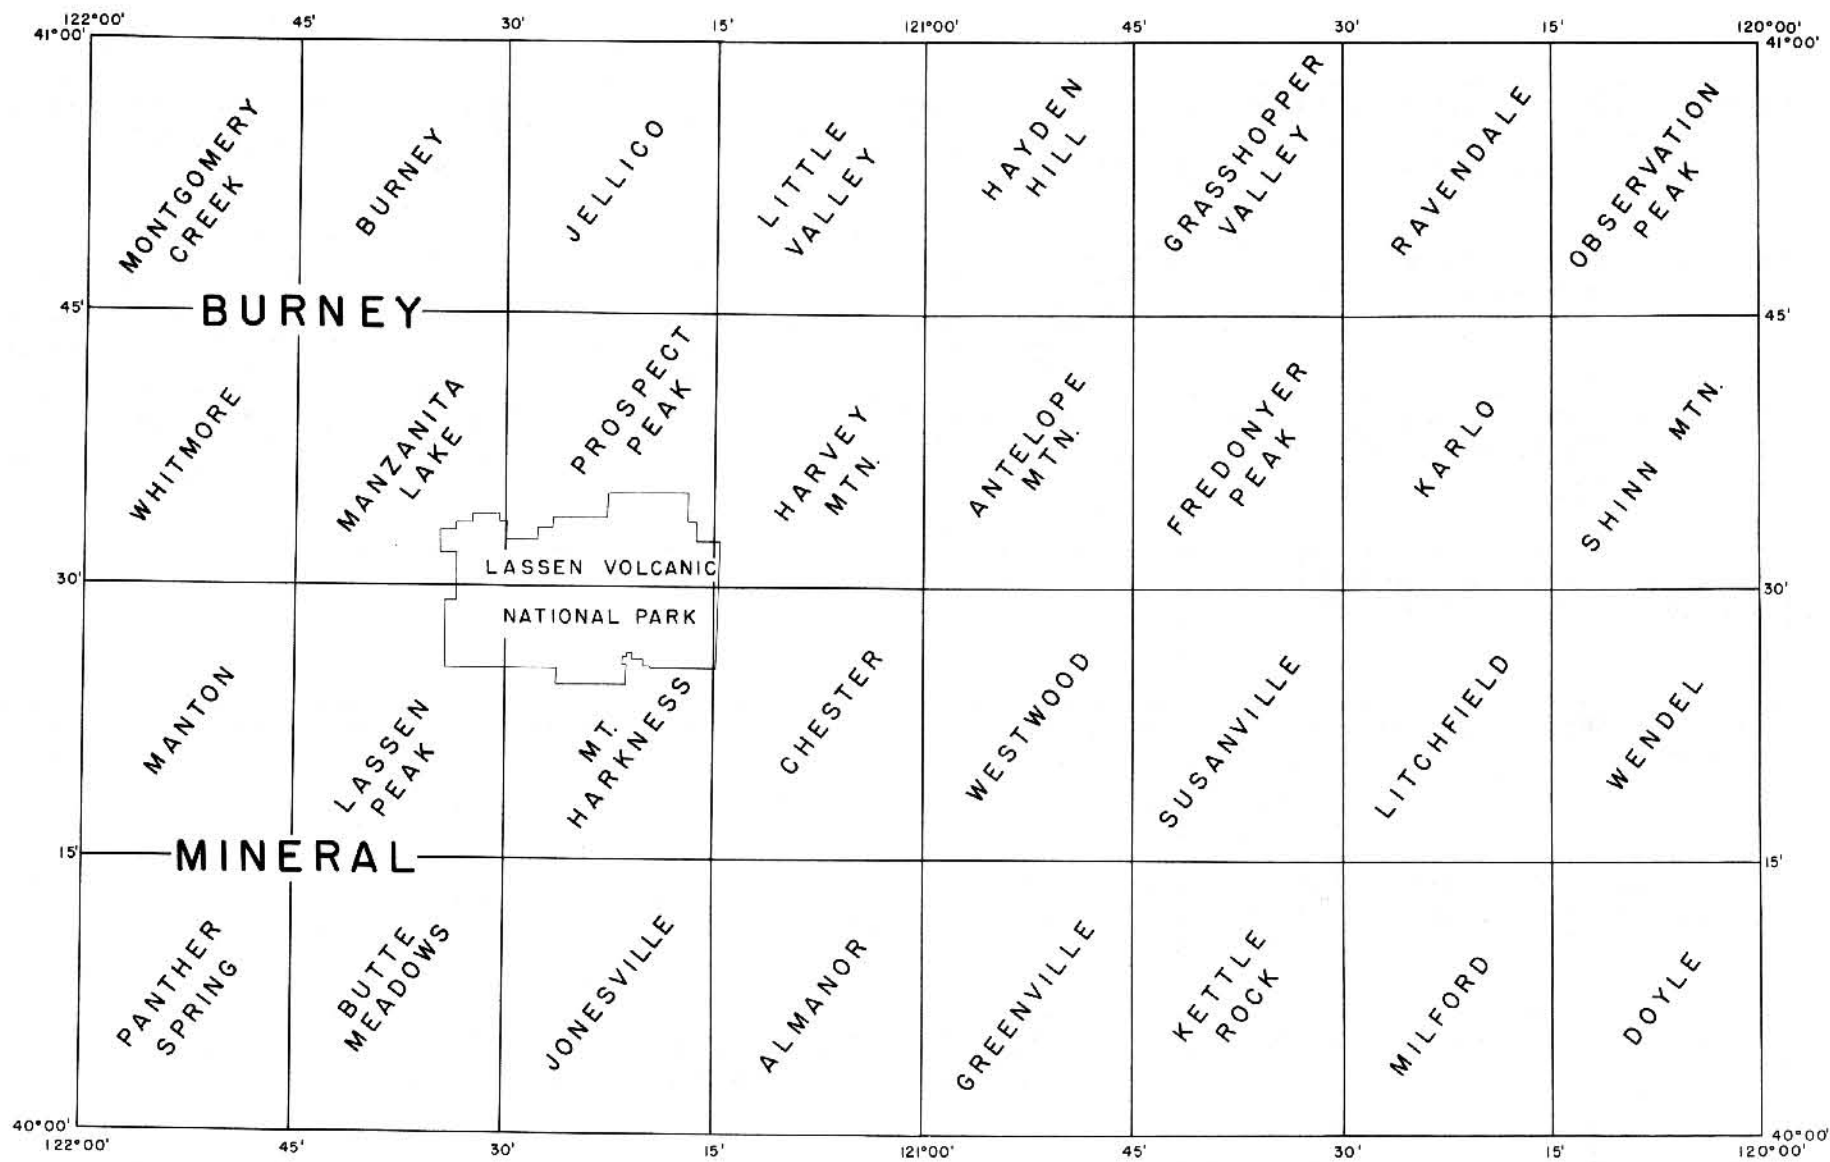 122°00' 45' 30' 15' 121°00' 45' 30' 15' 120°00'
41°00' 41°00'
MONTGOMERY
CREEK
BURNEY
JELLICO
LITTLE
VALLEY
HAYDEN
HILL
GRASSHOPPER
VALLEY
RAVENDALE
OBSERVATION
PEAK
45' BURNEY 45'
WHITMORE
MANZANITA
LAKE
PROSPECT
PEAK
HARVEY
MTN.
ANTELOPE
MTN.
FREDONYER
PEAK
KARLO
SHINN MTN.
LASSEN VOLCANIC
30' 30'
NATIONAL PARK
MANTON
LASSEN
PEAK
MT.
HARKNESS
CHESTER
WESTWOOD
SUSANVILLE
LITCHFIELD
WENDEL
15' MINERAL 15'
PANTHER
SPRING
BUTTE
MEADOWS
JONESVILLE
ALMANOR
GREENVILLE
KETTLE
ROCK
MILFORD
DOYLE
40°00' 40°00'
122°00' 45' 30' 15' 121°00' 45' 30' 15' 120°00'